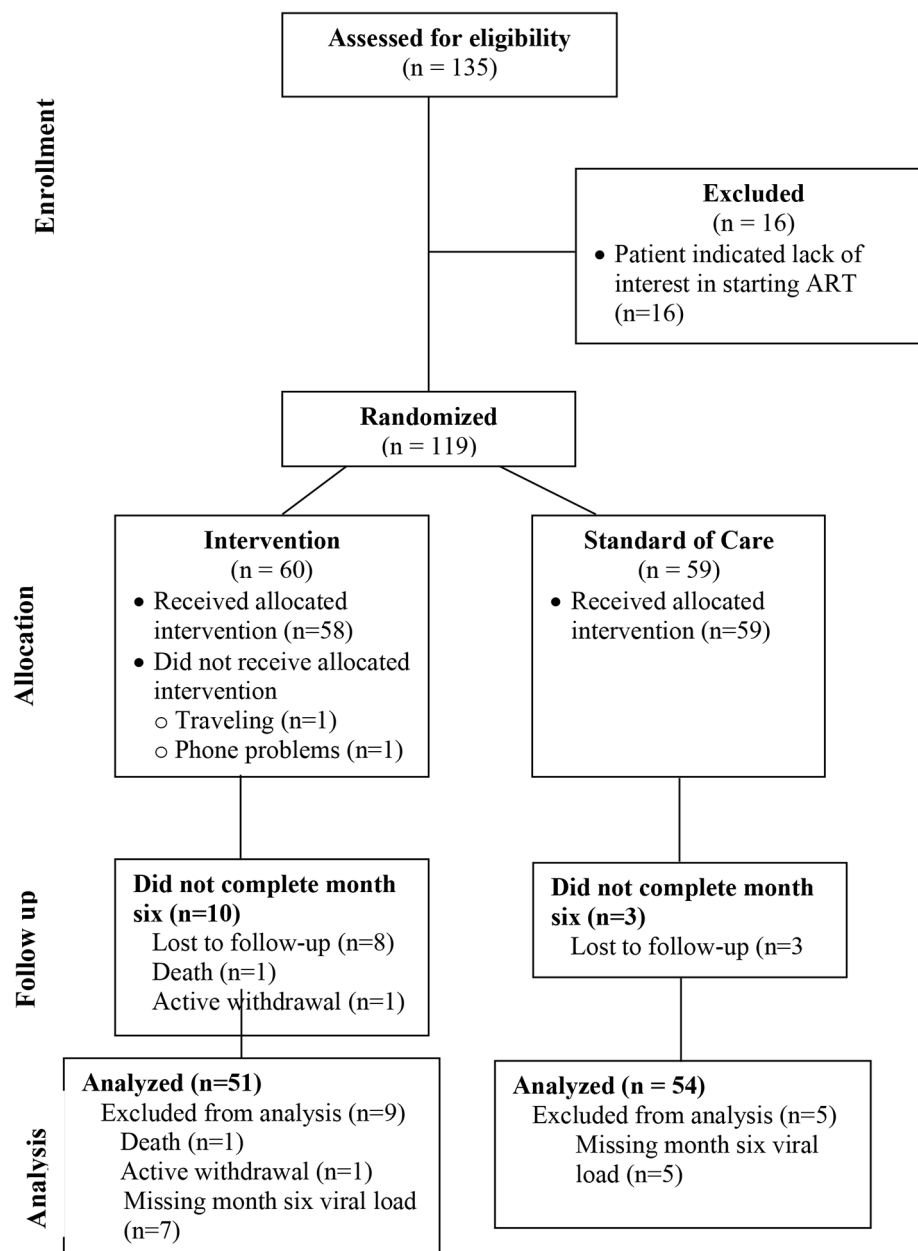 Assessed for eligibility
(n = 135)
Enrollment
Excluded
(n = 16)
• Patient indicated lack of
interest in starting ART
(n=16)
Randomized
(n = 119)
Allocation
Intervention
(n = 60)
• Received allocated
intervention (n=58)
• Did not receive allocated
intervention
o Traveling (n=1)
o Phone problems (n=1)
Standard of Care
(n = 59)
• Received allocated
intervention (n=59)
Follow up
Did not complete month
six (n=10)
Lost to follow-up (n=8)
Death (n=1)
Active withdrawal (n=1)
Did not complete month
six (n=3)
Lost to follow-up (n=3
Analysis
Analyzed (n=51)
Excluded from analysis (n=9)
Death (n=1)
Active withdrawal (n=1)
Missing month six viral load
(n=7)
Analyzed (n = 54)
Excluded from analysis (n=5)
Missing month six viral
load (n=5)